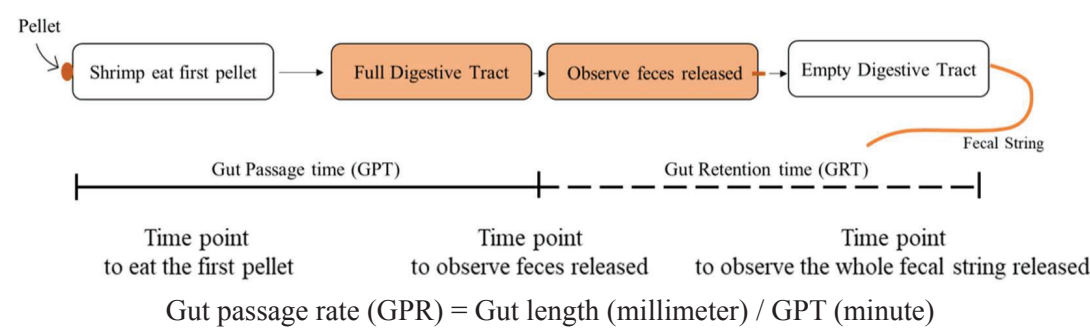 Pellet
Shrimp eat first pellet
Full Digestive Tract
Observe feces released
Empty Digestive Tract
Fecal String
Gut Passage time (GPT)
Gut Retention time (GRT)
Time point
to eat the first pellet
Time point
to observe feces released
Time point
to observe the whole fecal string released
Gut passage rate (GPR) = Gut length (millimeter) / GPT (minute)